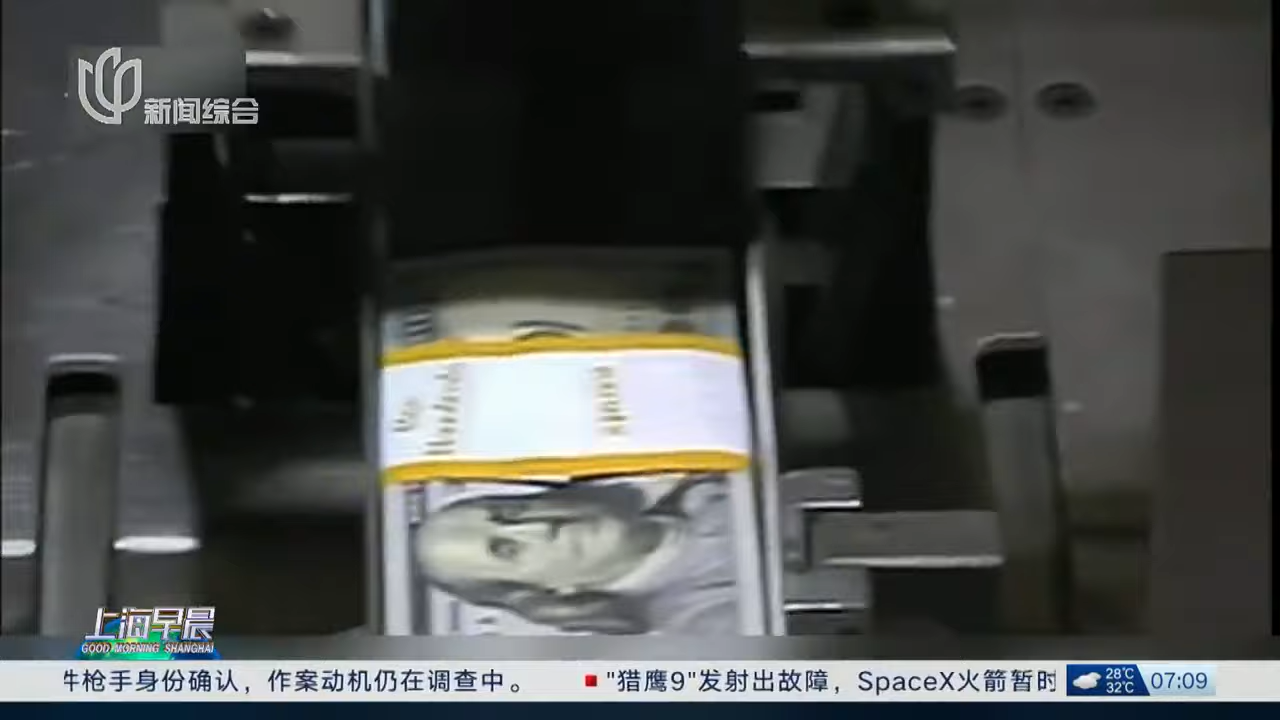 新闻综合
上海早晨
GOOD MORNING SHANGHAI
件枪手身份确认，作案动机仍在调查中。
"猎鹰9"发射出故障，SpaceX火箭暂时
28℃
32℃
07:09